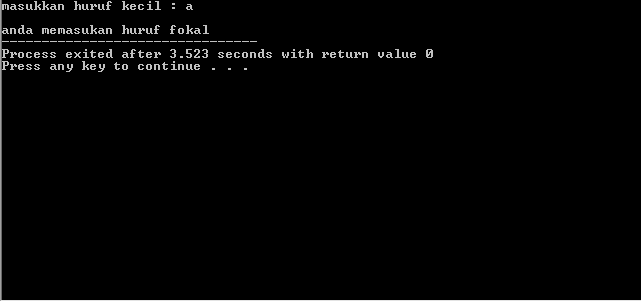 masukkan huruf kecil : a
anda memasukan huruf fokal
--------------------------------
Process exited after 3.523 seconds with return value 0
Press any key to continue . . .